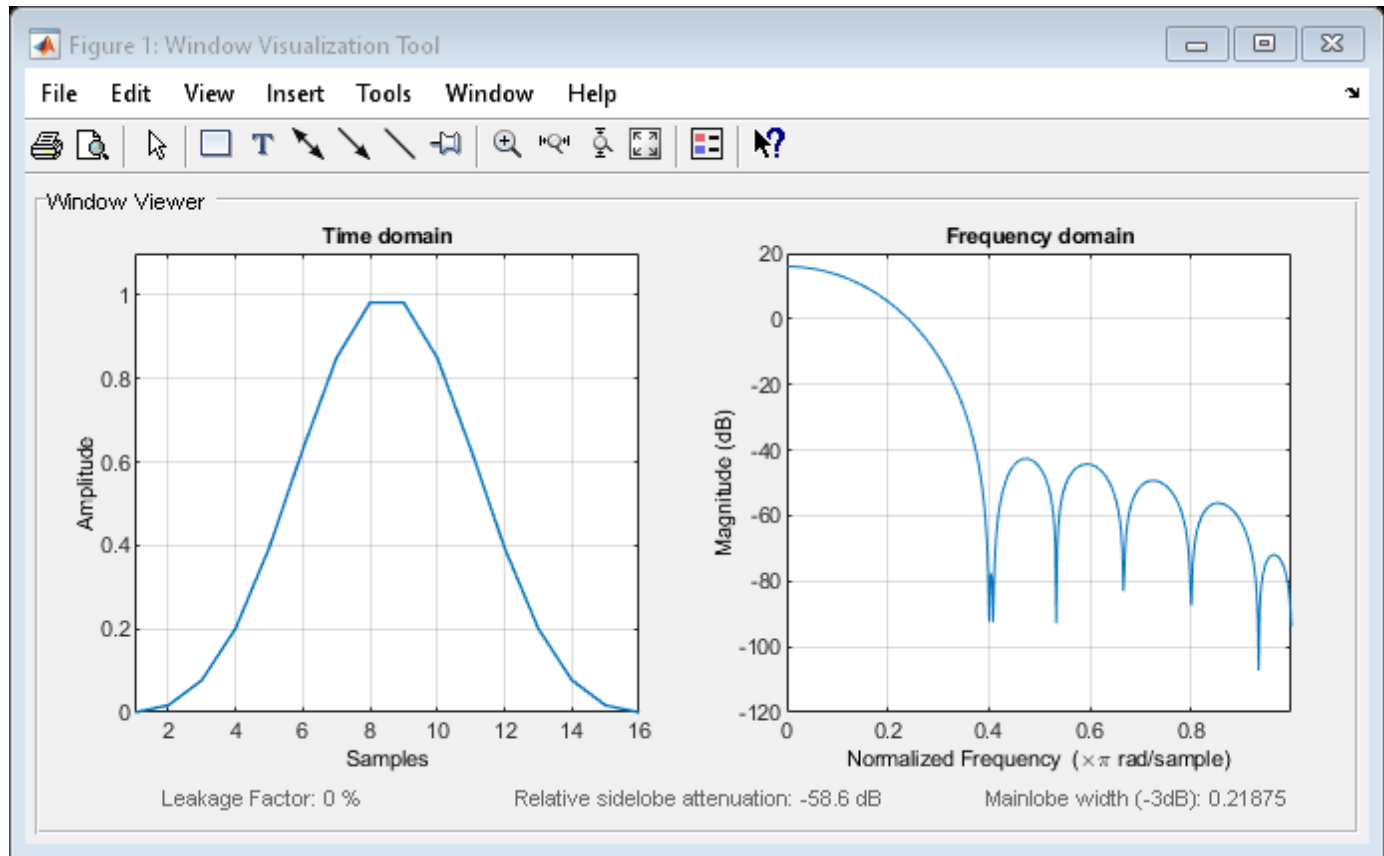 Figure 1: Window Visualization Tool
File Edit View Insert Tools Window Help
T
?
Window Viewer
Time domain
1
0.8
0.6
0.4
0.2
0
Amplitude
2 4 6 8 10 12 14 16
Samples
Frequency domain
20
0
-20
-40
-60
-80
-100
-120
Magnitude (dB)
0 0.2 0.4 0.6 0.8
Normalized Frequency (×π rad/sample)
Leakage Factor: 0 % Relative sidelobe attenuation: -58.6 dB Mainlobe width (-3dB): 0.21875